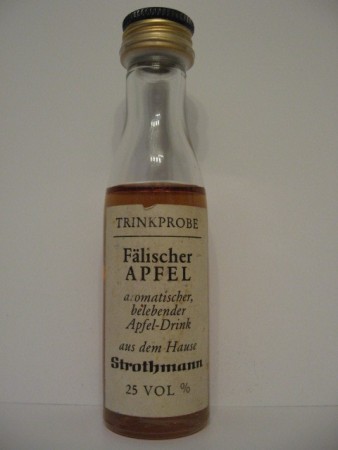 TRINKPROBE
Fälischer
APFEL
aromatischer,
belebender
Apfel-Drink
aus dem Hause
Strothmann
25 VOL %